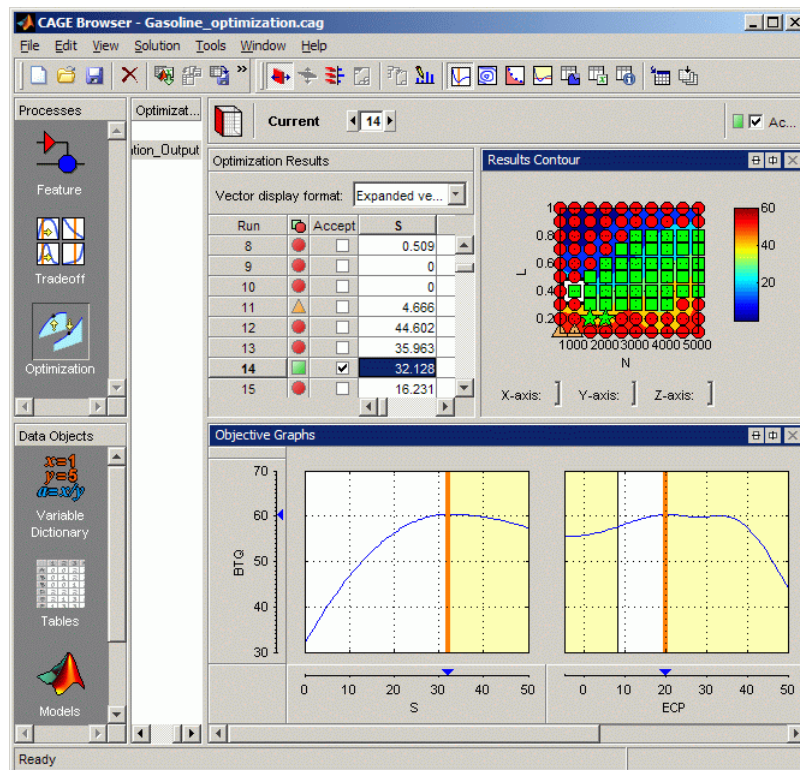 CAGE Browser - Gasoline_optimization.cag
File Edit View Solution Tools Window Help
Processes
Feature
Tradeoff
Optimization
Optimizat...
tion_Output
Current 14 Ac...
Optimization Results
Vector display format: Expanded ve...
Run Accept S
8 0.509
9 0
10 0
11 4.666
12 44.602
13 35.963
14 32.128
15 16.231
Results Contour
1
0.8
0.6
0.4
0.2
L
1000 2000 3000 4000 5000
N
60
40
20
X-axis: ] Y-axis: ] Z-axis: ]
Data Objects
x=1
y=5
a=x/y
Variable
Dictionary
Tables
Models
Objective Graphs
70
60
50
40
30
BTQ
0 10 20 30 40 50
S
0 10 20 30 40 50
ECP
Ready